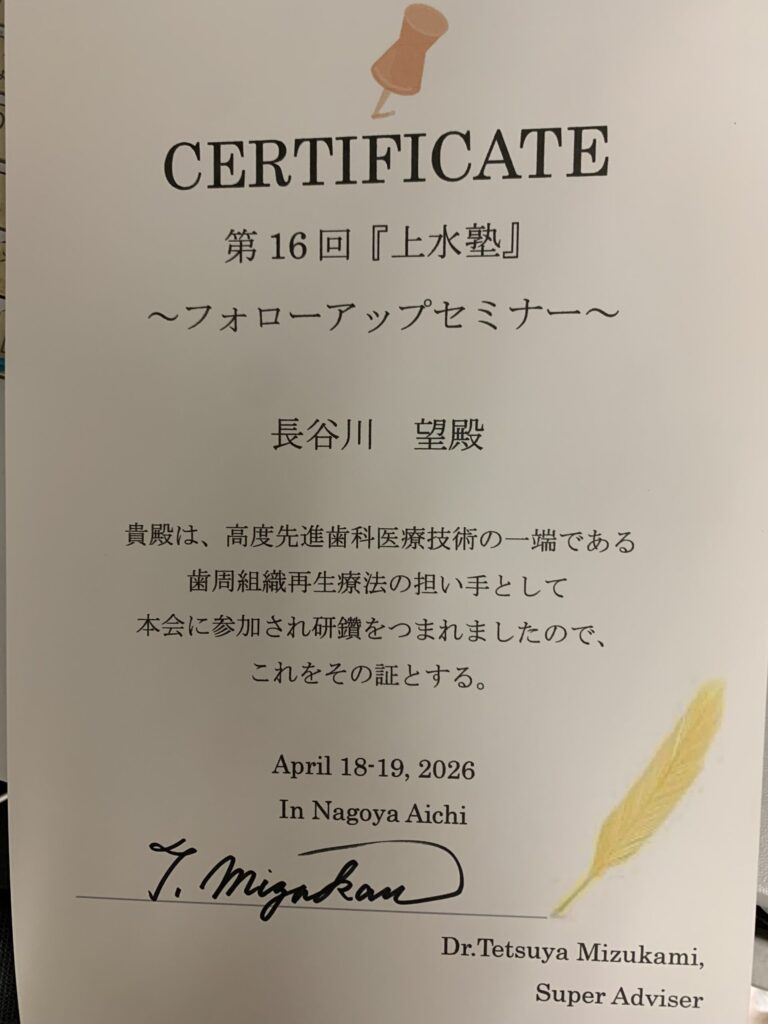 CERTIFICATE
第16回『上水塾』
～フォローアップセミナー～
長谷川　望殿
貴殿は、高度先進歯科医療技術の一端である
歯周組織再生療法の担い手として
本会に参加され研鑽をつまれましたので、
これをその証とする。
April 18-19, 2026
In Nagoya Aichi
T. Mizukami
Dr.Tetsuya Mizukami,
Super Adviser